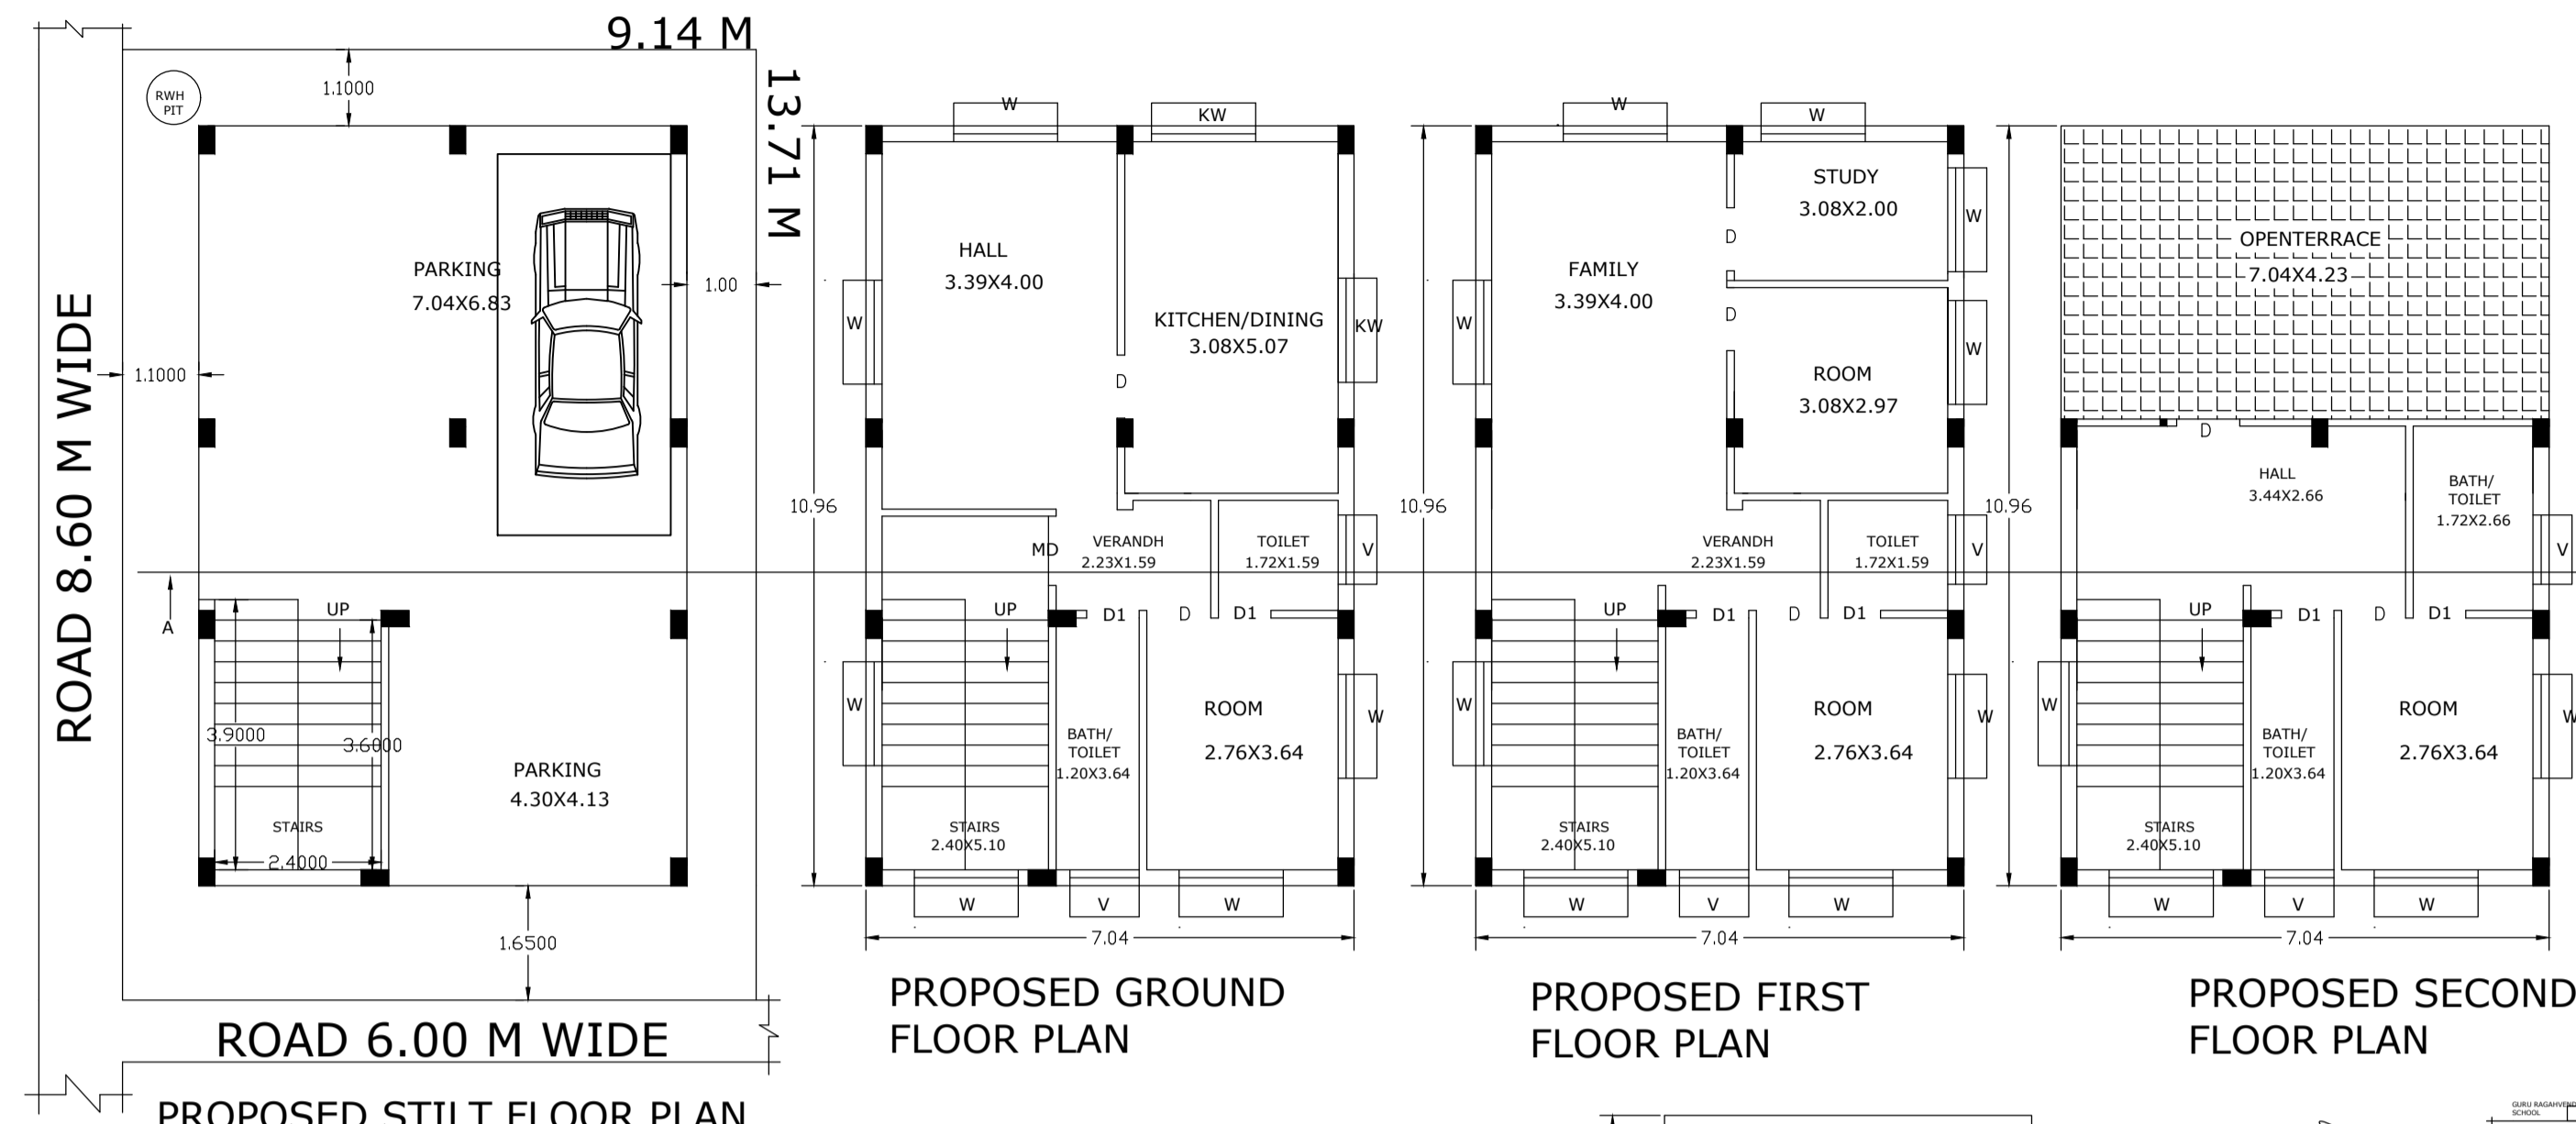 9.14 M
13.71 M
RWH
PIT
1.1000
PARKING
7.04X6.83
1.00
1.1000
ROAD 8.60 M WIDE
A
UP
3.9000
3.6000
STAIRS
2.4000
PARKING
4.30X4.13
1.6500
ROAD 6.00 M WIDE
PROPOSED STILT FLOOR PLAN
W
KW
HALL
3.39X4.00
W
KITCHEN/DINING
3.08X5.07
KW
D
10.96
MD
VERANDH
2.23X1.59
TOILET
1.72X1.59
V
UP
D1
D
D1
W
ROOM
2.76X3.64
W
BATH/
TOILET
1.20X3.64
STAIRS
2.40X5.10
W
V
W
7.04
PROPOSED GROUND
FLOOR PLAN
W
W
STUDY
3.08X2.00
W
D
FAMILY
3.39X4.00
W
D
W
ROOM
3.08X2.97
10.96
VERANDH
2.23X1.59
TOILET
1.72X1.59
V
UP
D1
D
D1
W
ROOM
2.76X3.64
W
BATH/
TOILET
1.20X3.64
STAIRS
2.40X5.10
W
V
W
7.04
PROPOSED FIRST
FLOOR PLAN
OPENTERRACE
7.04X4.23
D
HALL
3.44X2.66
BATH/
TOILET
1.72X2.66
10.96
V
UP
D1
D
D1
W
ROOM
2.76X3.64
W
BATH/
TOILET
1.20X3.64
STAIRS
2.40X5.10
W
V
W
7.04
PROPOSED SECOND
FLOOR PLAN
SCHOOL